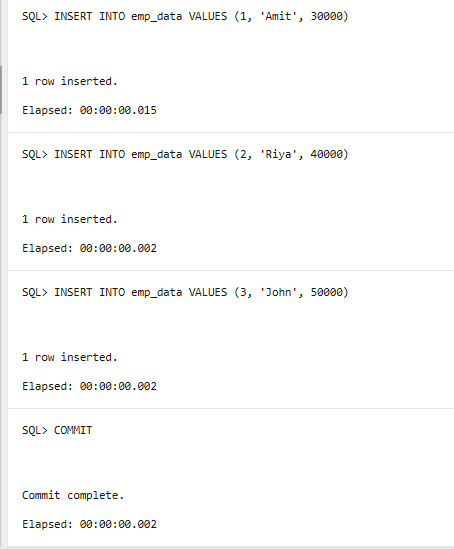 SQL> INSERT INTO emp_data VALUES (1, 'Amit', 30000)
1 row inserted.
Elapsed: 00:00:00.015
SQL> INSERT INTO emp_data VALUES (2, 'Riya', 40000)
1 row inserted.
Elapsed: 00:00:00.002
SQL> INSERT INTO emp_data VALUES (3, 'John', 50000)
1 row inserted.
Elapsed: 00:00:00.002
SQL> COMMIT
Commit complete.
Elapsed: 00:00:00.002